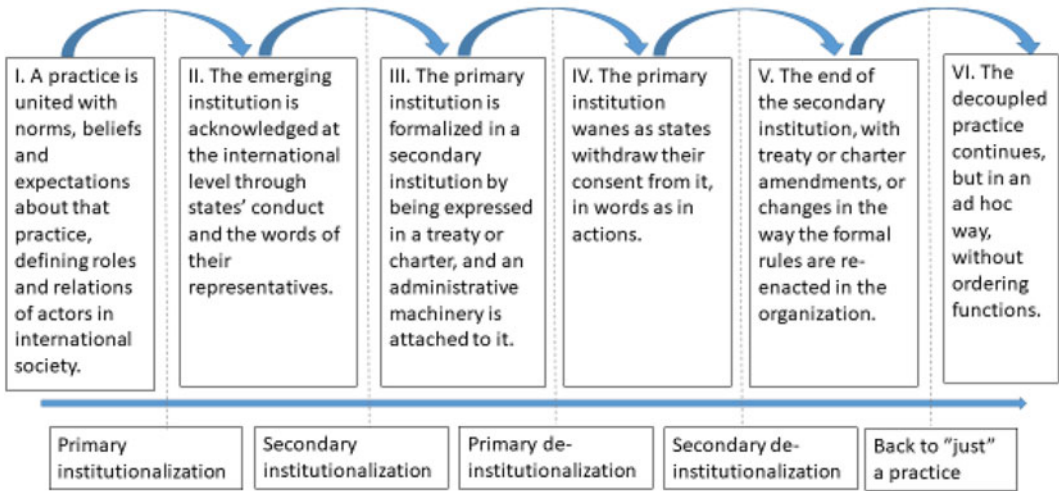 I. A practice is
united with
norms, beliefs
and
expectations
about that
practice,
defining roles
and relations
of actors in
international
society.
II. The emerging
institution is
acknowledged at
the international
level through
states' conduct
and the words of
their
representatives.
III. The primary
institution is
formalized in a
secondary
institution by
being expressed
in a treaty or
charter, and an
administrative
machinery is
attached to it.
IV. The primary
institution
wanes as states
withdraw their
consent from it,
in words as in
actions.
V. The end of
the secondary
institution, with
treaty or charter
amendments, or
changes in the
way the formal
rules are re-
enacted in the
organization.
VI. The
decoupled
practice
continues,
but in an
ad hoc
way,
without
ordering
functions.
Primary
institutionalization
Secondary
institutionalization
Primary de-
institutionalization
Secondary de-
institutionalization
Back to "just"
a practice